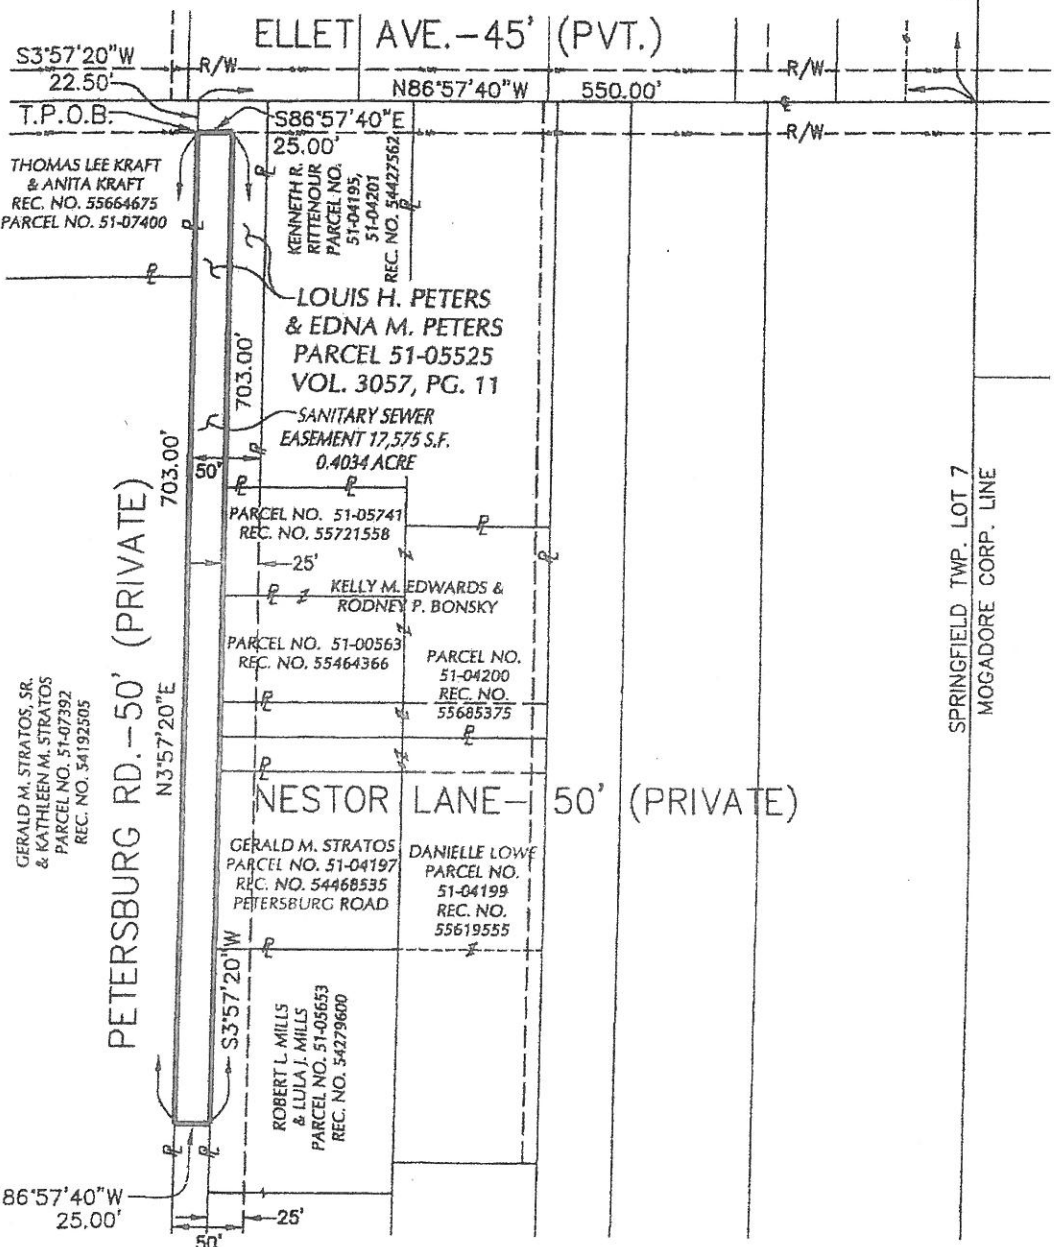 ELLET AVE.-45' (PVT.)
S3°57'20"W
22.50'
R/W
N86°57'40"W 550.00'
R/W
T.P.O.B.
S86°57'40"E
25.00'
R/W
THOMAS LEE KRAFT
& ANITA KRAFT
REC. NO. 55664675
PARCEL NO. 51-07400
KENNETH R.
RITTENOUR
PARCEL NO.
51-04195,
51-04201
REC. NO. 54427562
LOUIS H. PETERS
& EDNA M. PETERS
PARCEL 51-05525
VOL. 3057, PG. 11
703.00'
SANITARY SEWER
EASEMENT 17,575 S.F.
0.4034 ACRE
703.00'
50'
PARCEL NO. 51-05741
REC. NO. 55721558
25'
KELLY M. EDWARDS &
RODNEY P. BONSKY
PARCEL NO. 51-00563
REC. NO. 55464366
PARCEL NO.
51-04200
REC. NO.
55685375
SPRINGFIELD TWP. LOT 7
MOGADORE CORP. LINE
GERALD M. STRATOS, SR.
& KATHLEEN M. STRATOS
PARCEL NO. 51-07392
REC. NO. 54192505
PETERSBURG RD.-50' (PRIVATE)
N3°57'20"E
NESTOR LANE- 50' (PRIVATE)
GERALD M. STRATOS
PARCEL NO. 51-04197
REC. NO. 54468535
PETERSBURG ROAD
DANIELLE LOWE
PARCEL NO.
51-04199
REC. NO.
55619555
S3°57'20"W
ROBERT L. MILLS
& LULA J. MILLS
PARCEL NO. 51-05653
REC. NO. 54279600
86°57'40"W
25.00'
25'
50'